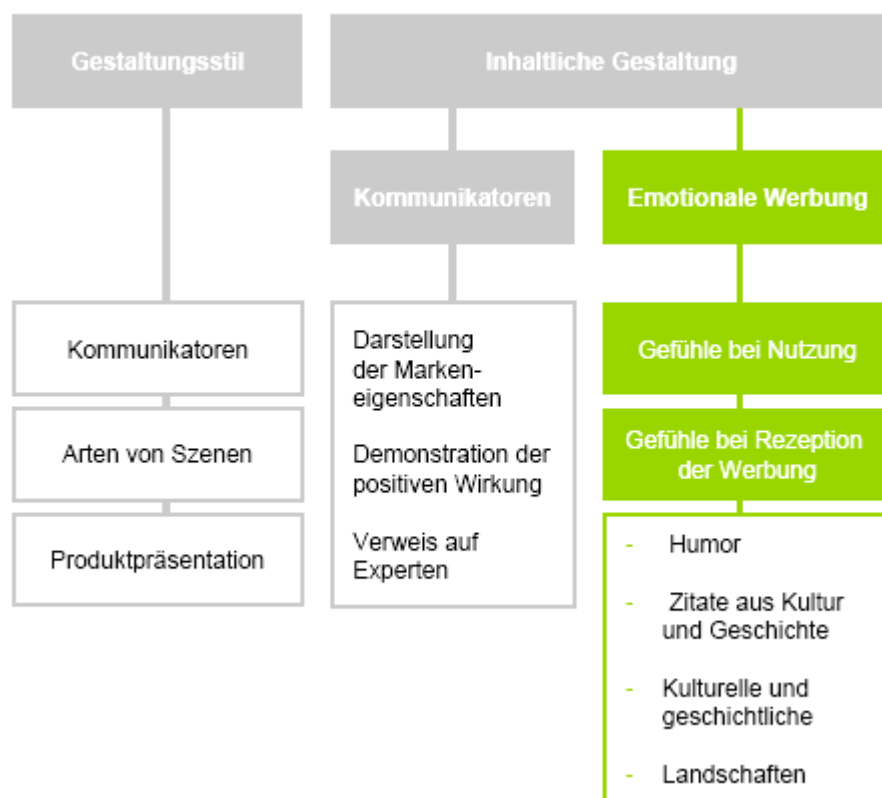 Gestaltungsstil
Inhaltliche Gestaltung
Kommunikatoren
Emotionale Werbung
Kommunikatoren
Arten von Szenen
Produktpräsentation
Darstellung
der Marken-
eigenschaften
Demonstration der
positiven Wirkung
Verweis auf
Experten
Gefühle bei Nutzung
Gefühle bei Rezeption
der Werbung
- Humor
- Zitate aus Kultur
und Geschichte
- Kulturelle und
geschichtliche
- Landschaften